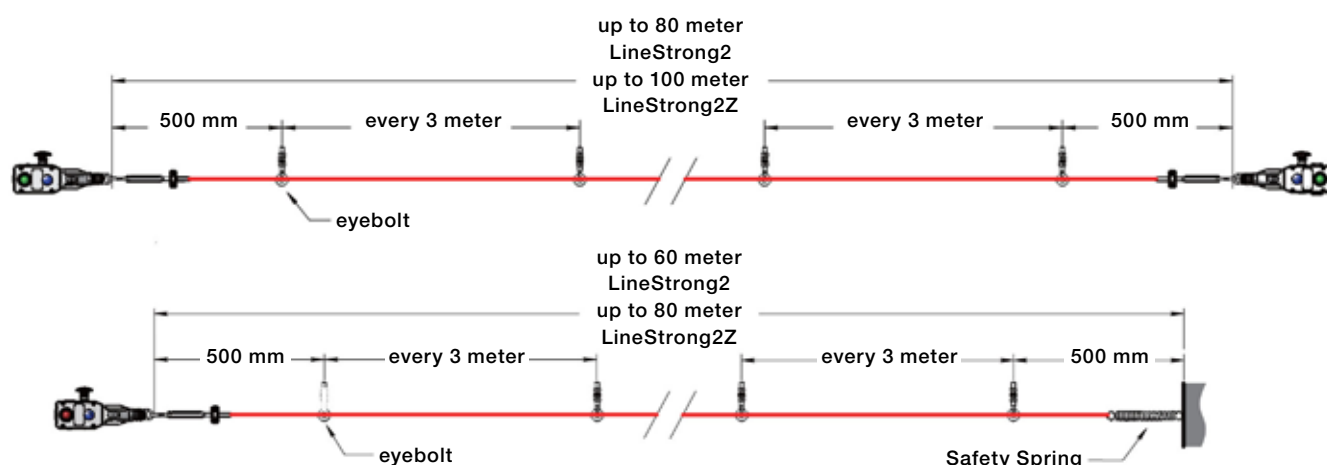 up to 80 meter
LineStrong2
up to 100 meter
LineStrong2Z
500 mm
every 3 meter
every 3 meter
500 mm
eyebolt
up to 60 meter
LineStrong2
up to 80 meter
LineStrong2Z
500 mm
every 3 meter
every 3 meter
500 mm
eyebolt
Safety Spring